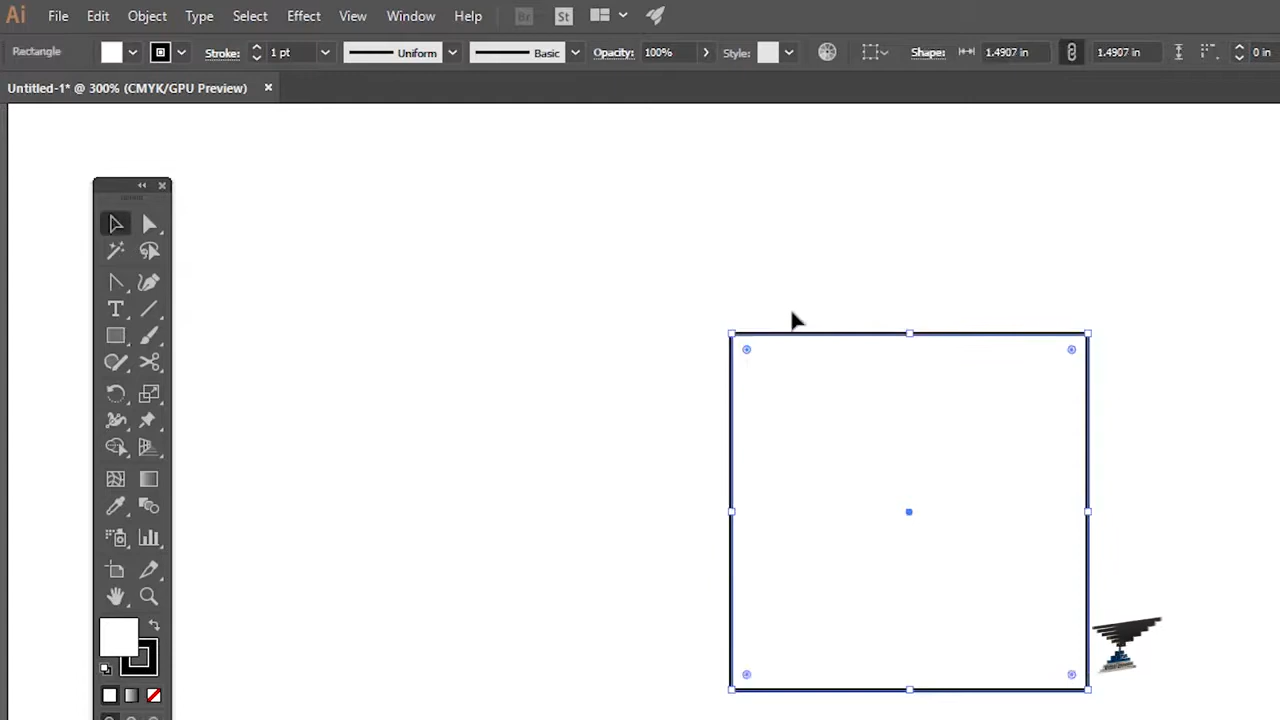 Ai File Edit Object Type Select Effect View Window Help Br St
Rectangle Stroke: 1 pt Uniform Basic Opacity: 100% Style: Shape: 1.4907 in 1.4907 in 0 in
Untitled-1* @ 300% (CMYK/GPU Preview)